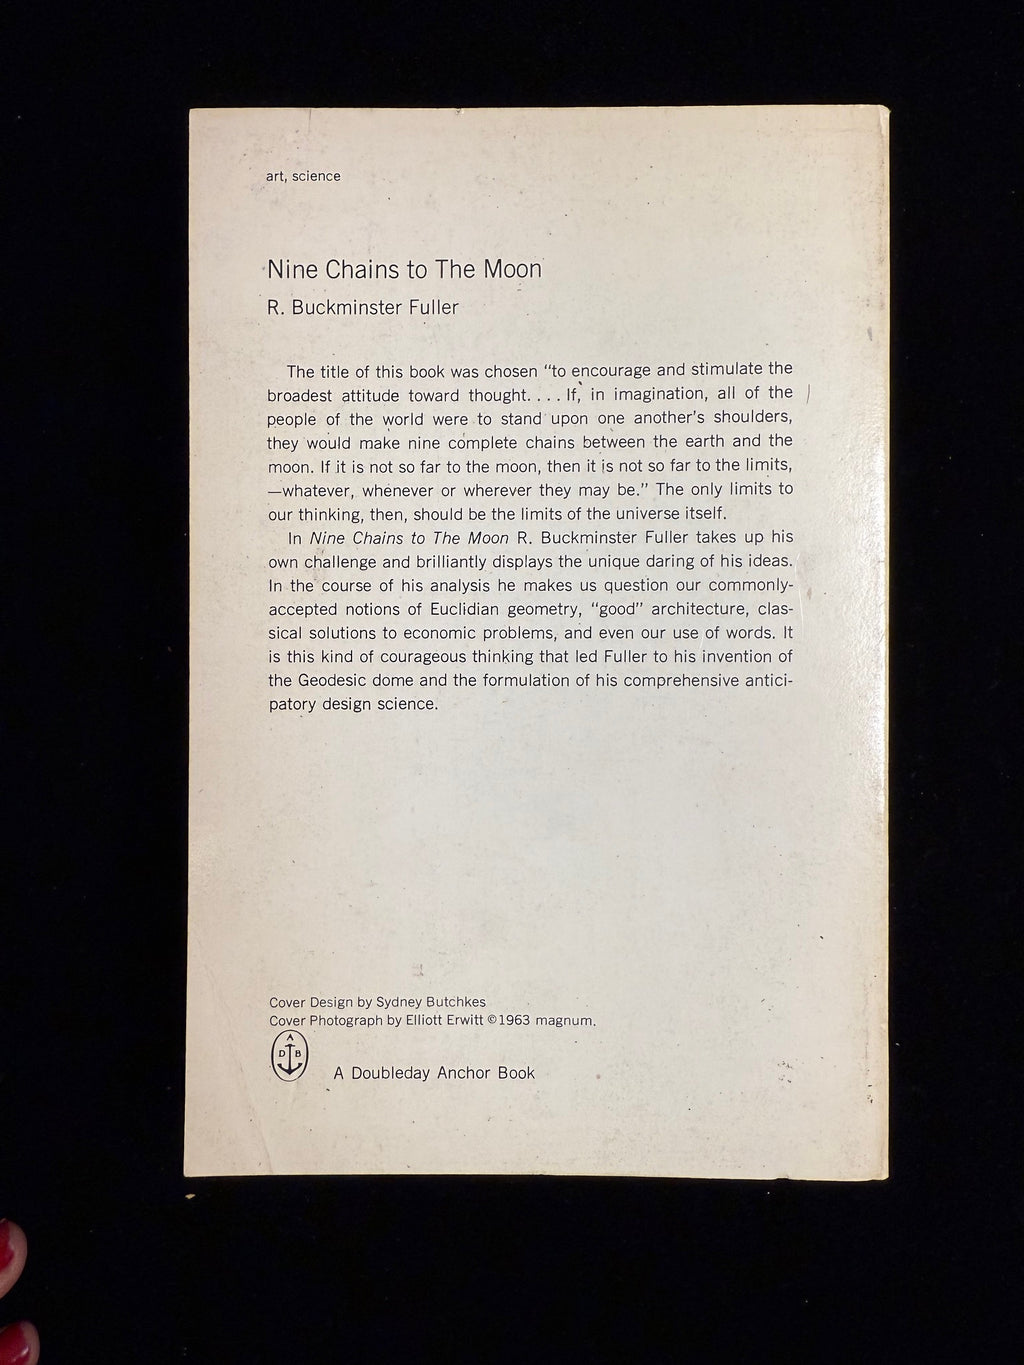 art, science
Nine Chains to The Moon
R. Buckminster Fuller
The title of this book was chosen "to encourage and stimulate the
broadest attitude toward thought. . . . If, in imagination, all of the
people of the world were to stand upon one another's shoulders,
they would make nine complete chains between the earth and the
moon. If it is not so far to the moon, then it is not so far to the limits,
—whatever, whenever or wherever they may be." The only limits to
our thinking, then, should be the limits of the universe itself.
In Nine Chains to The Moon R. Buckminster Fuller takes up his
own challenge and brilliantly displays the unique daring of his ideas.
In the course of his analysis he makes us question our commonly-
accepted notions of Euclidian geometry, "good" architecture, clas-
sical solutions to economic problems, and even our use of words. It
is this kind of courageous thinking that led Fuller to his invention of
the Geodesic dome and the formulation of his comprehensive antici-
patory design science.
Cover Design by Sydney Butchkes
Cover Photograph by Elliott Erwitt ©1963 magnum.
A
D B
A Doubleday Anchor Book